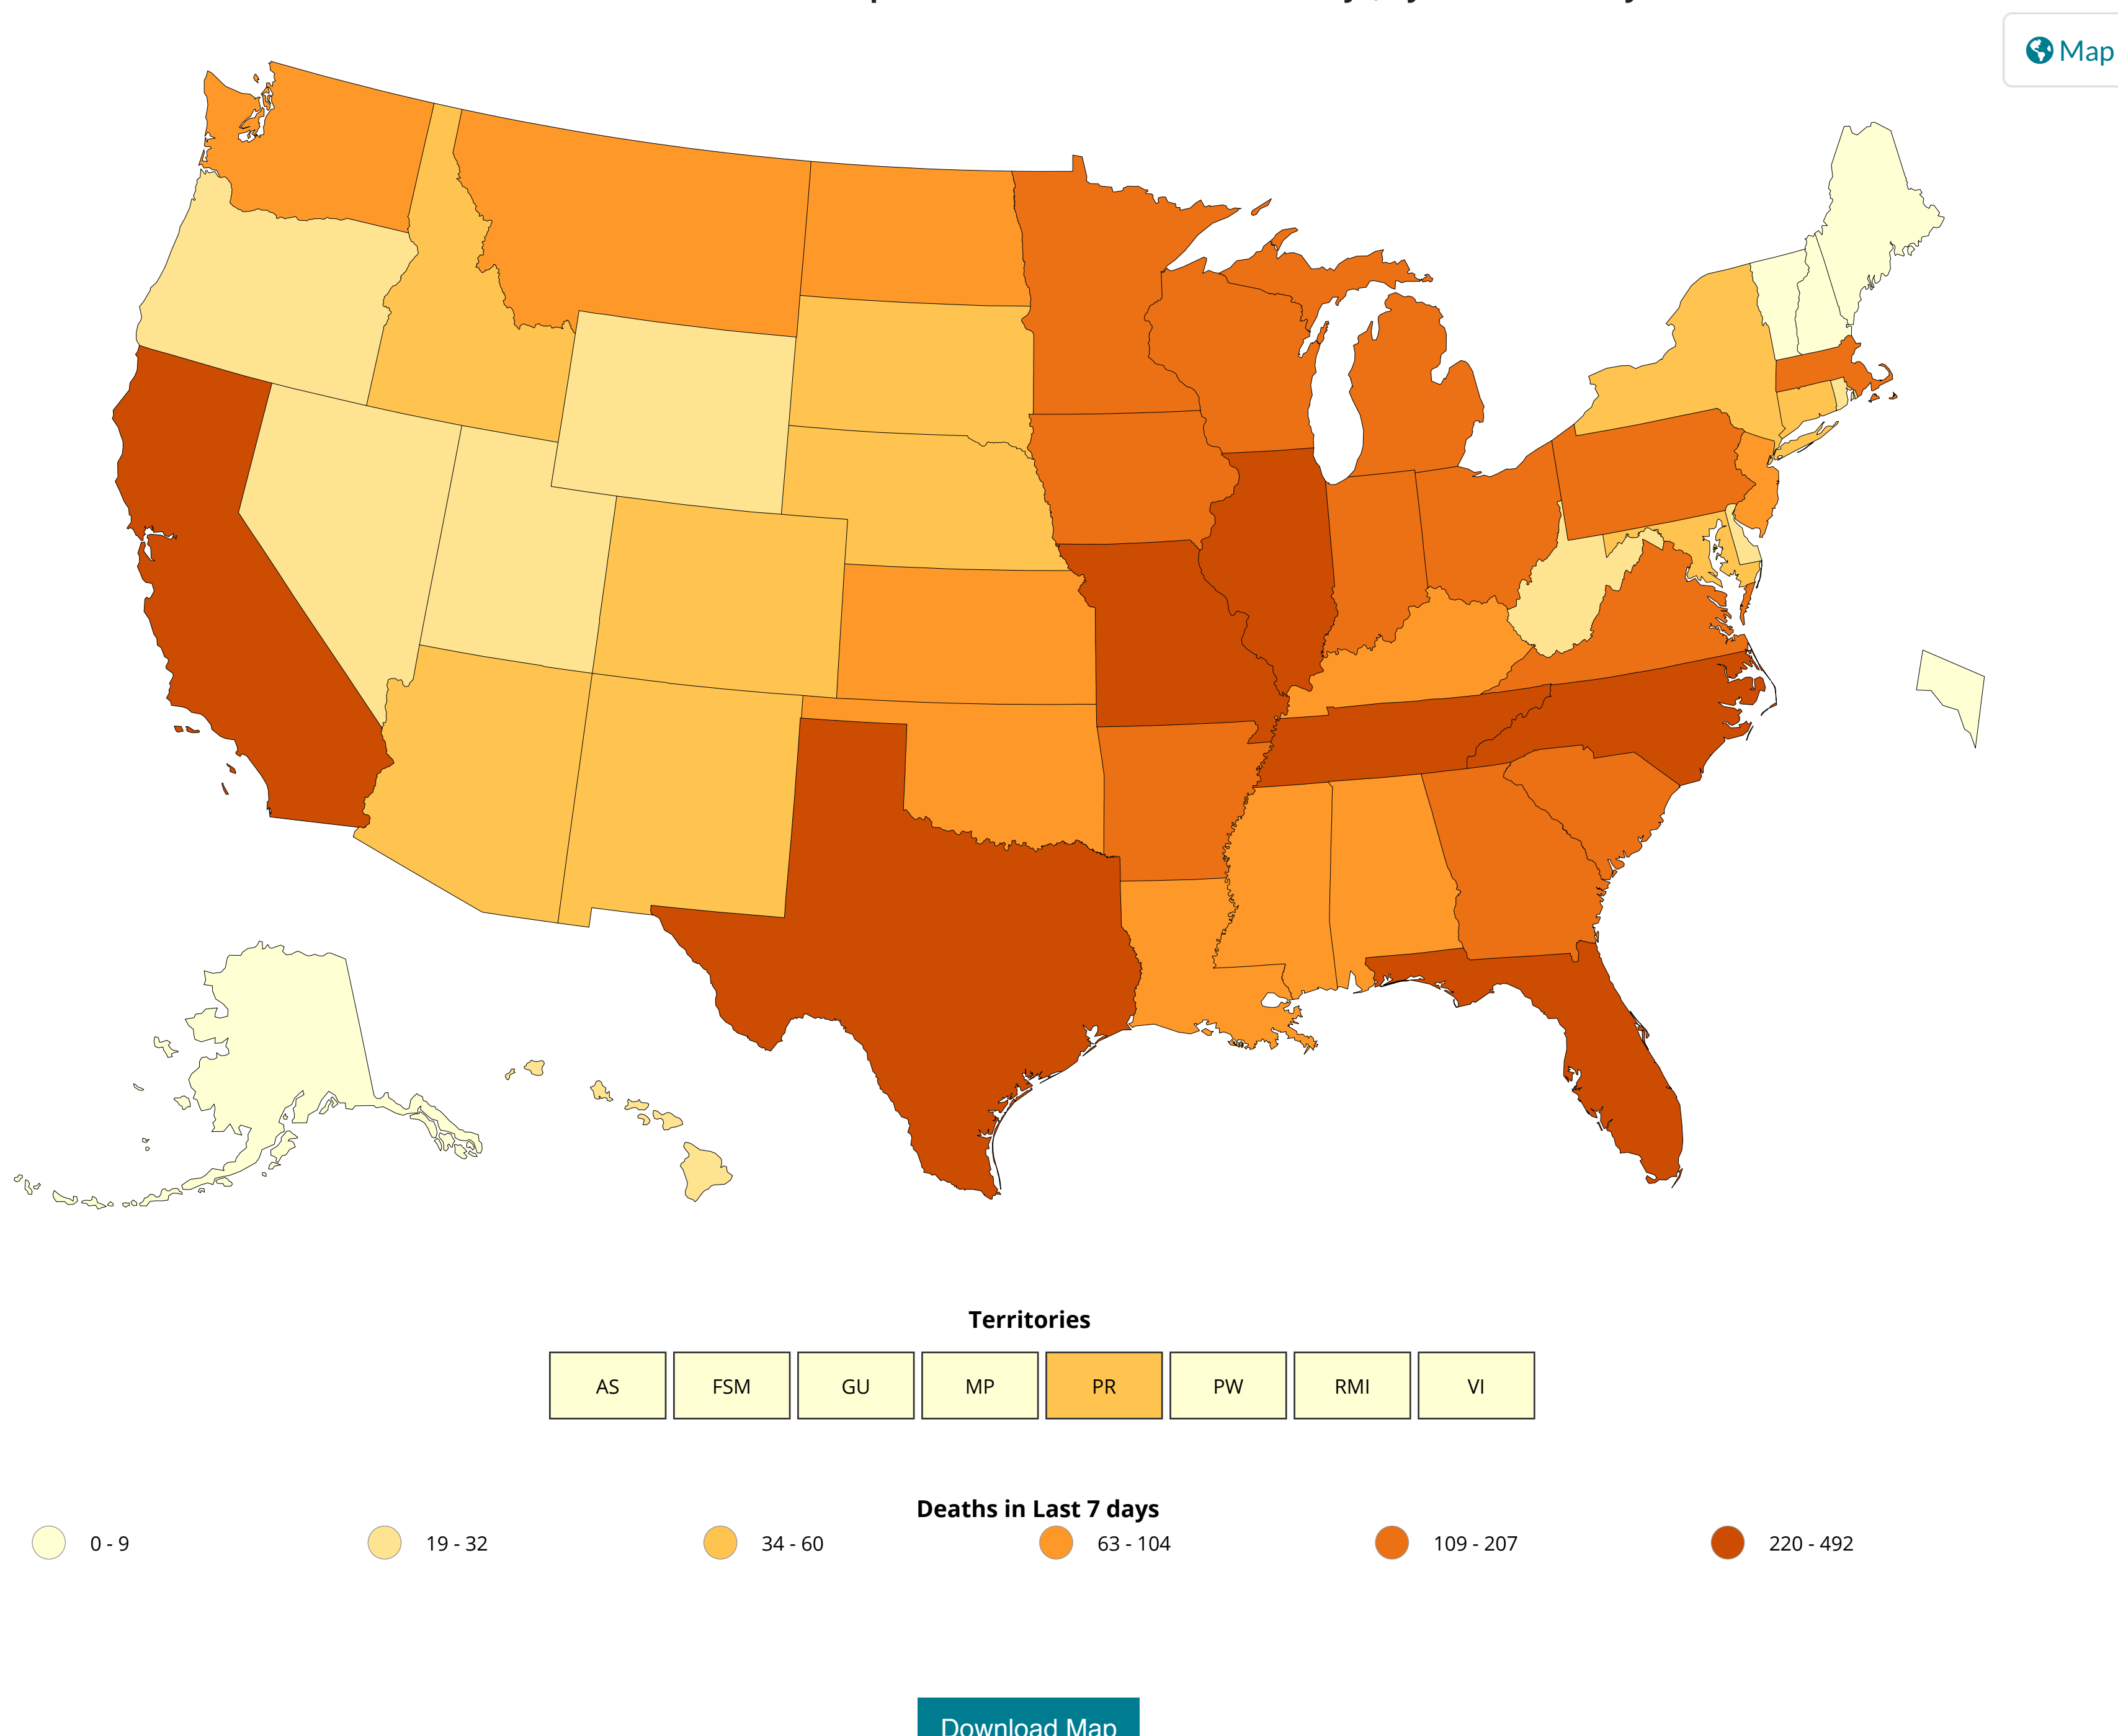 Map
Territories
AS FSM GU MP PR PW RMI VI
Deaths in Last 7 days
0 - 9 19 - 32 34 - 60 63 - 104 109 - 207 220 - 492
Download Map